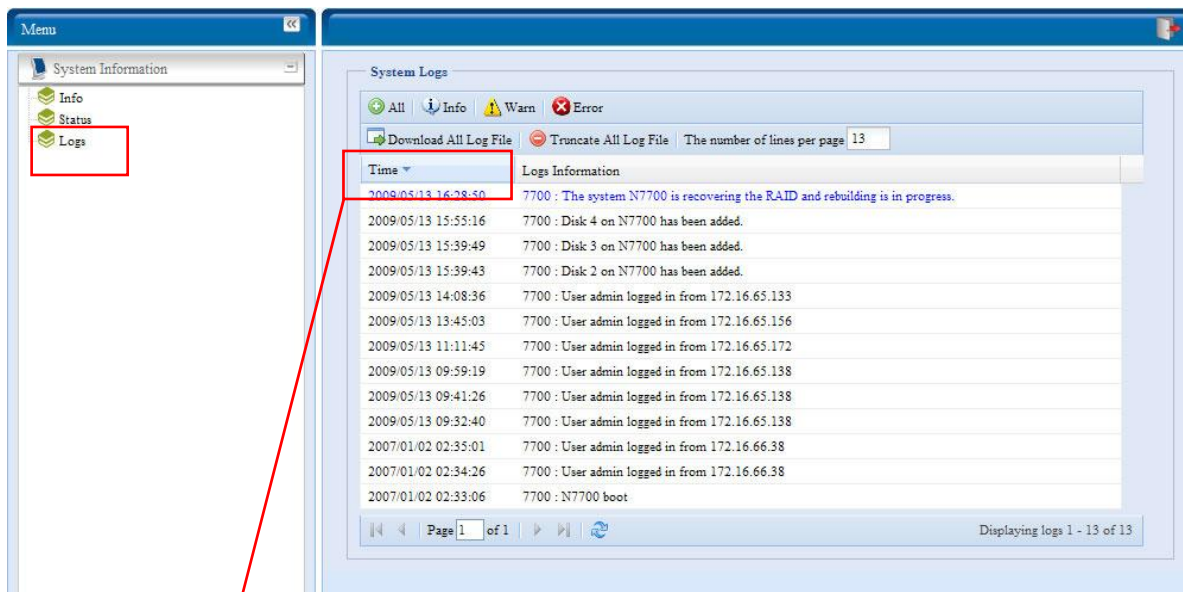 Menu
System Information
Info
Status
Logs
System Logs
All Info Warn Error
Download All Log File Truncate All Log File The number of lines per page 13
Time Logs Information
2009/05/13 16:28:50 7700 : The system N7700 is recovering the RAID and rebuilding is in progress.
2009/05/13 15:55:16 7700 : Disk 4 on N7700 has been added.
2009/05/13 15:39:49 7700 : Disk 3 on N7700 has been added.
2009/05/13 15:39:43 7700 : Disk 2 on N7700 has been added.
2009/05/13 14:08:36 7700 : User admin logged in from 172.16.65.133
2009/05/13 13:45:03 7700 : User admin logged in from 172.16.65.156
2009/05/13 11:11:45 7700 : User admin logged in from 172.16.65.172
2009/05/13 09:59:19 7700 : User admin logged in from 172.16.65.138
2009/05/13 09:41:26 7700 : User admin logged in from 172.16.65.138
2009/05/13 09:32:40 7700 : User admin logged in from 172.16.65.138
2007/01/02 02:35:01 7700 : User admin logged in from 172.16.66.38
2007/01/02 02:34:26 7700 : User admin logged in from 172.16.66.38
2007/01/02 02:33:06 7700 : N7700 boot
Page 1 of 1 Displaying logs 1 - 13 of 13